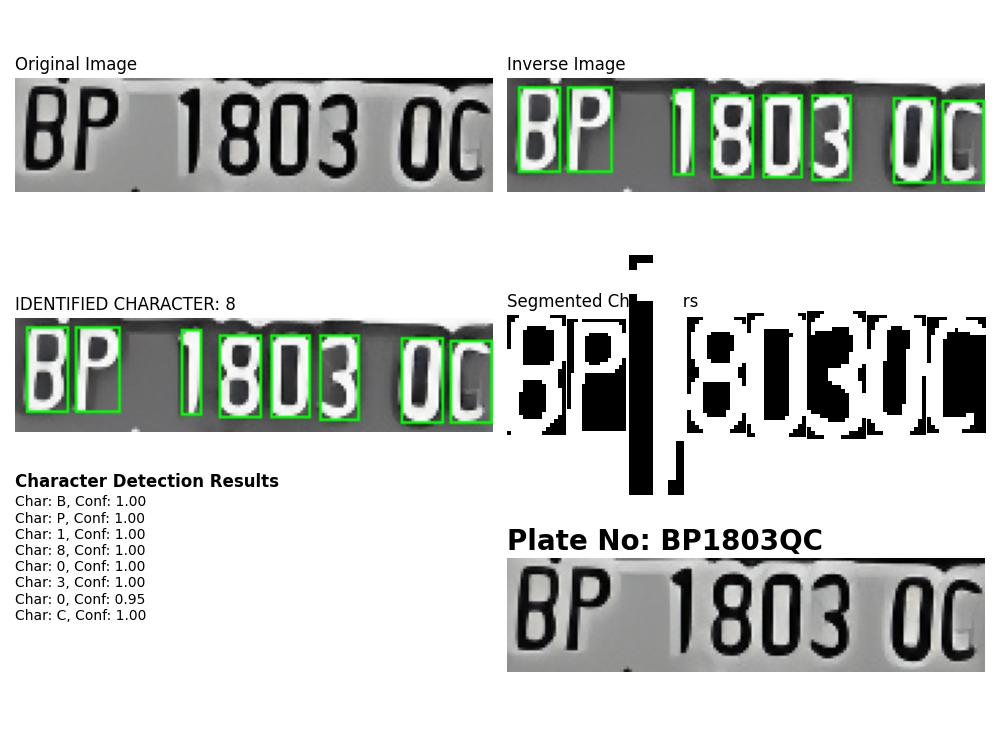 Original Image
BP 1803 0C
Inverse Image
BP 1803 0C
IDENTIFIED CHARACTER: 8
BP 1803 0C
Segmented Ch rs
BP 18030C
Character Detection Results
Char: B, Conf: 1.00
Char: P, Conf: 1.00
Char: 1, Conf: 1.00
Char: 8, Conf: 1.00
Char: 0, Conf: 1.00
Char: 3, Conf: 1.00
Char: 0, Conf: 0.95
Char: C, Conf: 1.00
Plate No: BP1803QC
BP 1803 0C